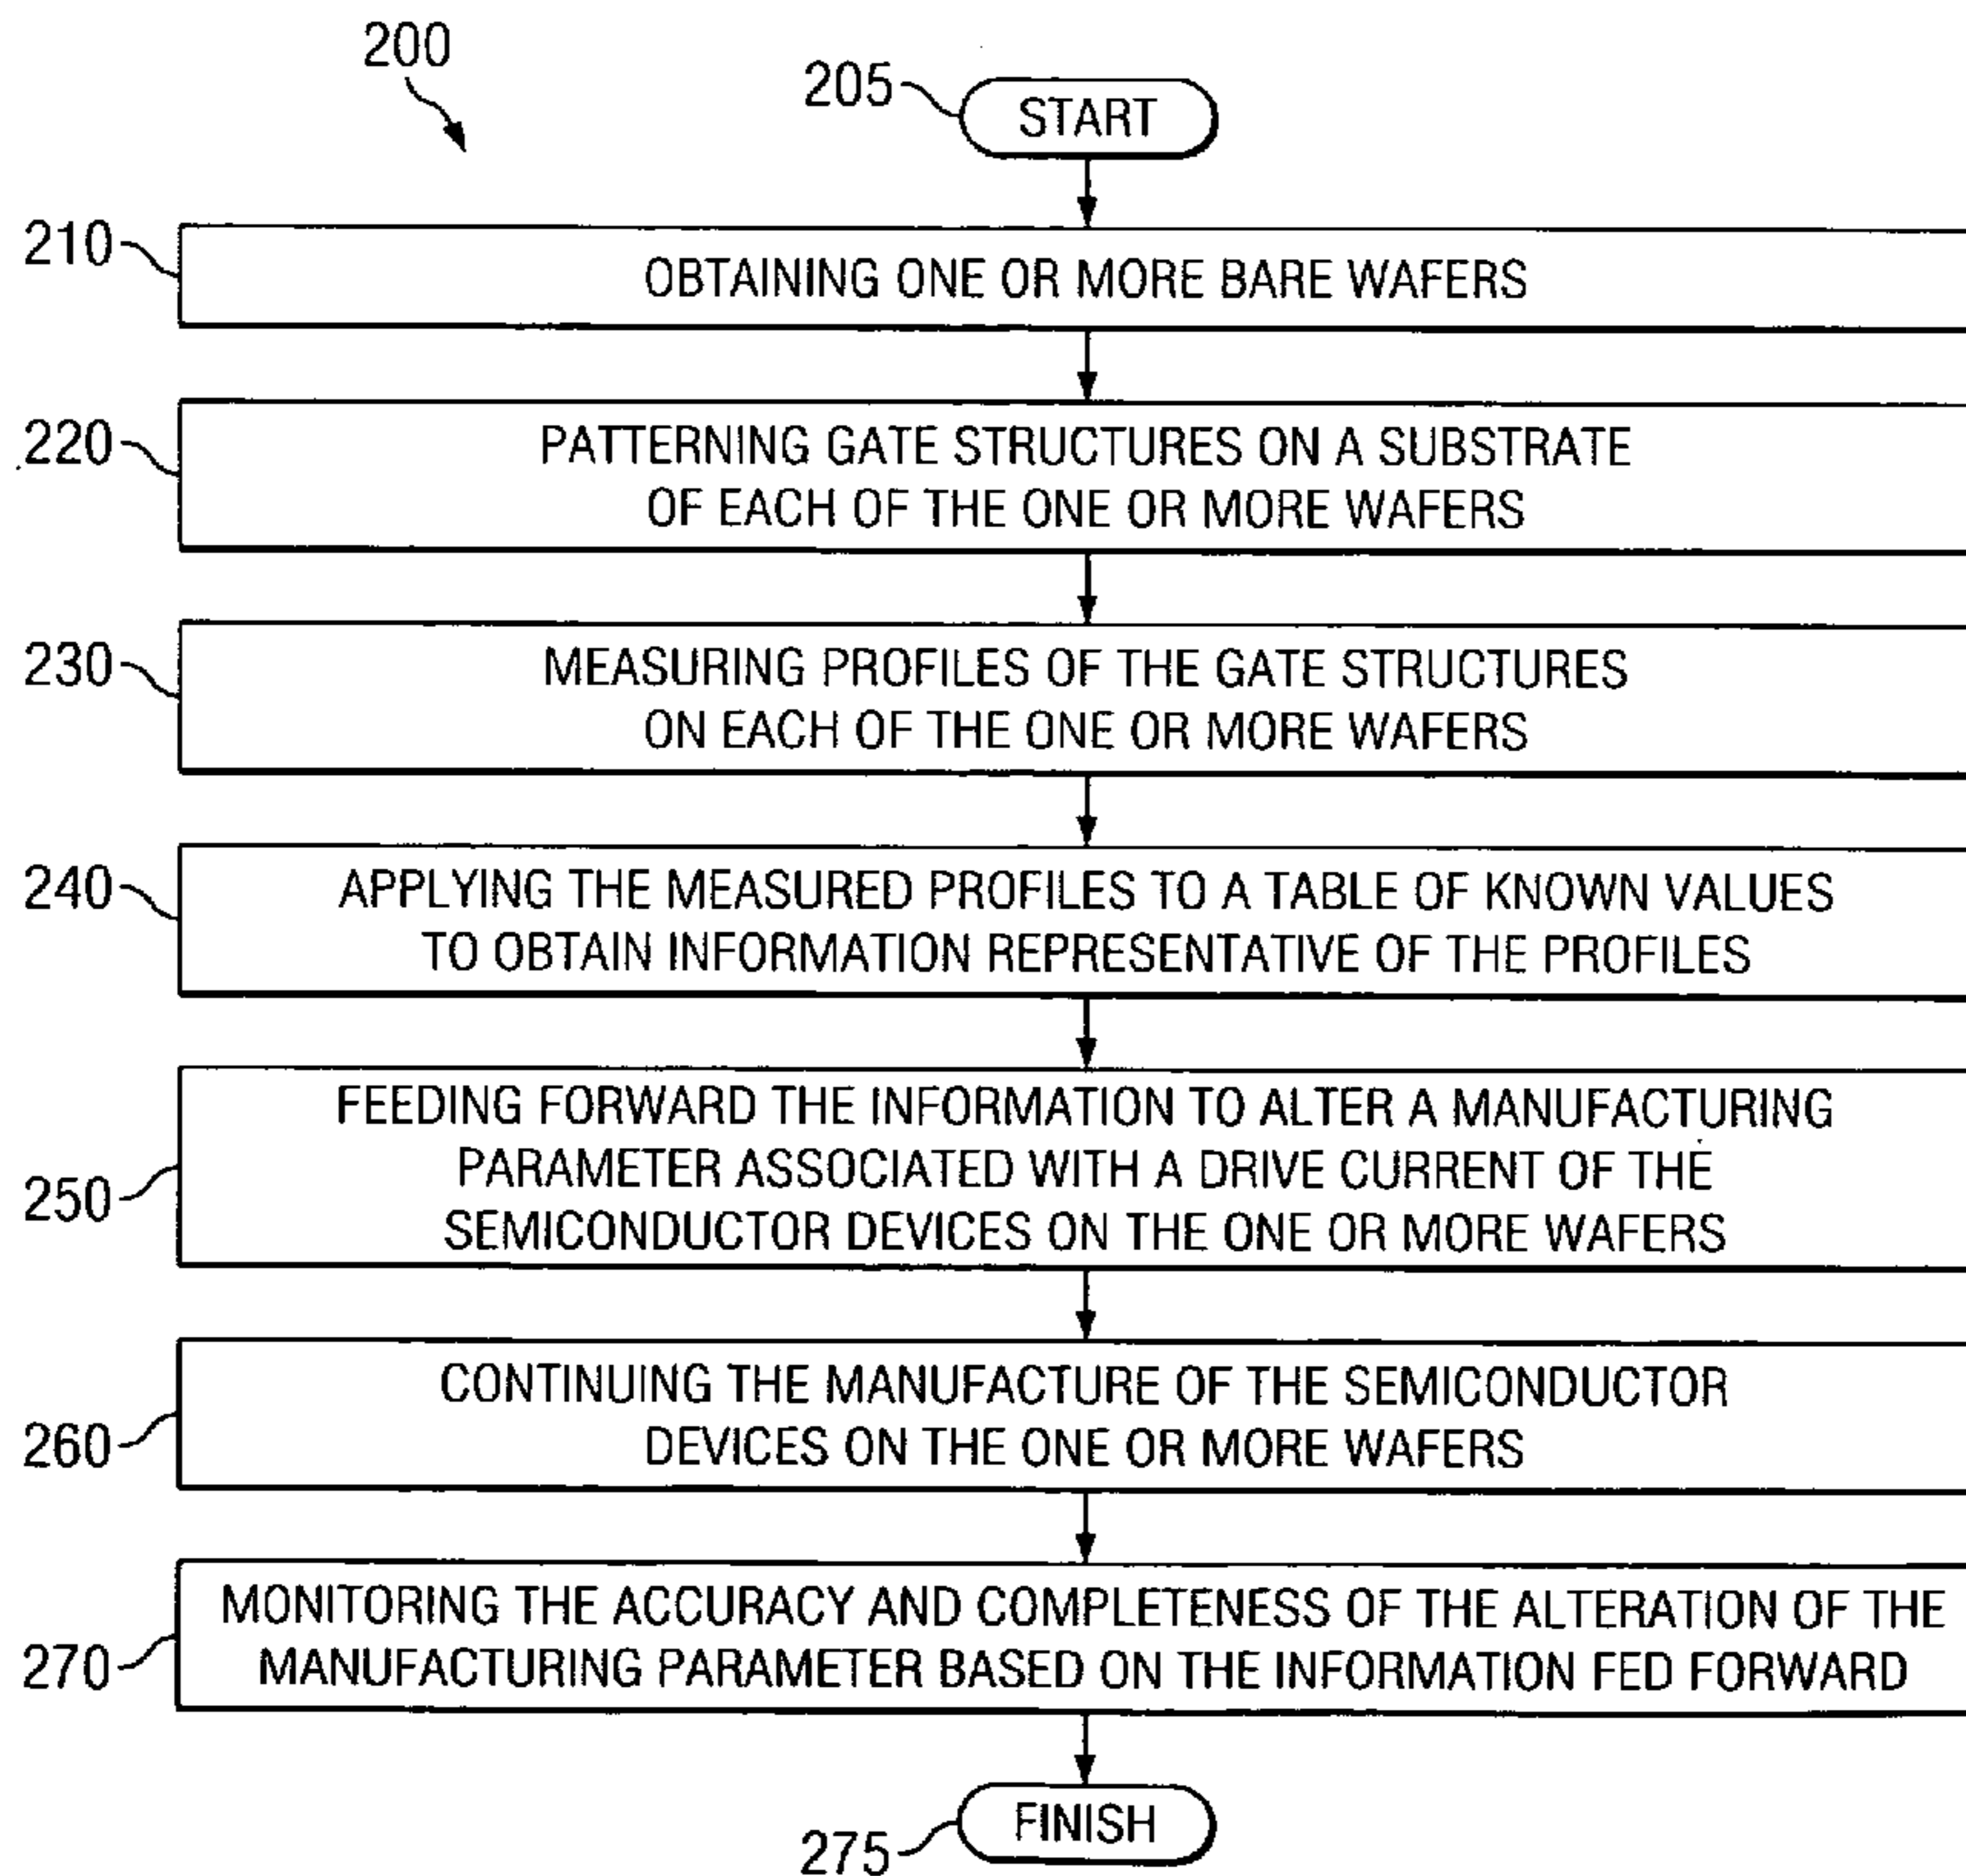 200
205
START
210
OBTAINING ONE OR MORE BARE WAFERS
220
PATTERNING GATE STRUCTURES ON A SUBSTRATE
OF EACH OF THE ONE OR MORE WAFERS
230
MEASURING PROFILES OF THE GATE STRUCTURES
ON EACH OF THE ONE OR MORE WAFERS
240
APPLYING THE MEASURED PROFILES TO A TABLE OF KNOWN VALUES
TO OBTAIN INFORMATION REPRESENTATIVE OF THE PROFILES
250
FEEDING FORWARD THE INFORMATION TO ALTER A MANUFACTURING
PARAMETER ASSOCIATED WITH A DRIVE CURRENT OF THE
SEMICONDUCTOR DEVICES ON THE ONE OR MORE WAFERS
260
CONTINUING THE MANUFACTURE OF THE SEMICONDUCTOR
DEVICES ON THE ONE OR MORE WAFERS
270
MONITORING THE ACCURACY AND COMPLETENESS OF THE ALTERATION OF THE
MANUFACTURING PARAMETER BASED ON THE INFORMATION FED FORWARD
275
FINISH